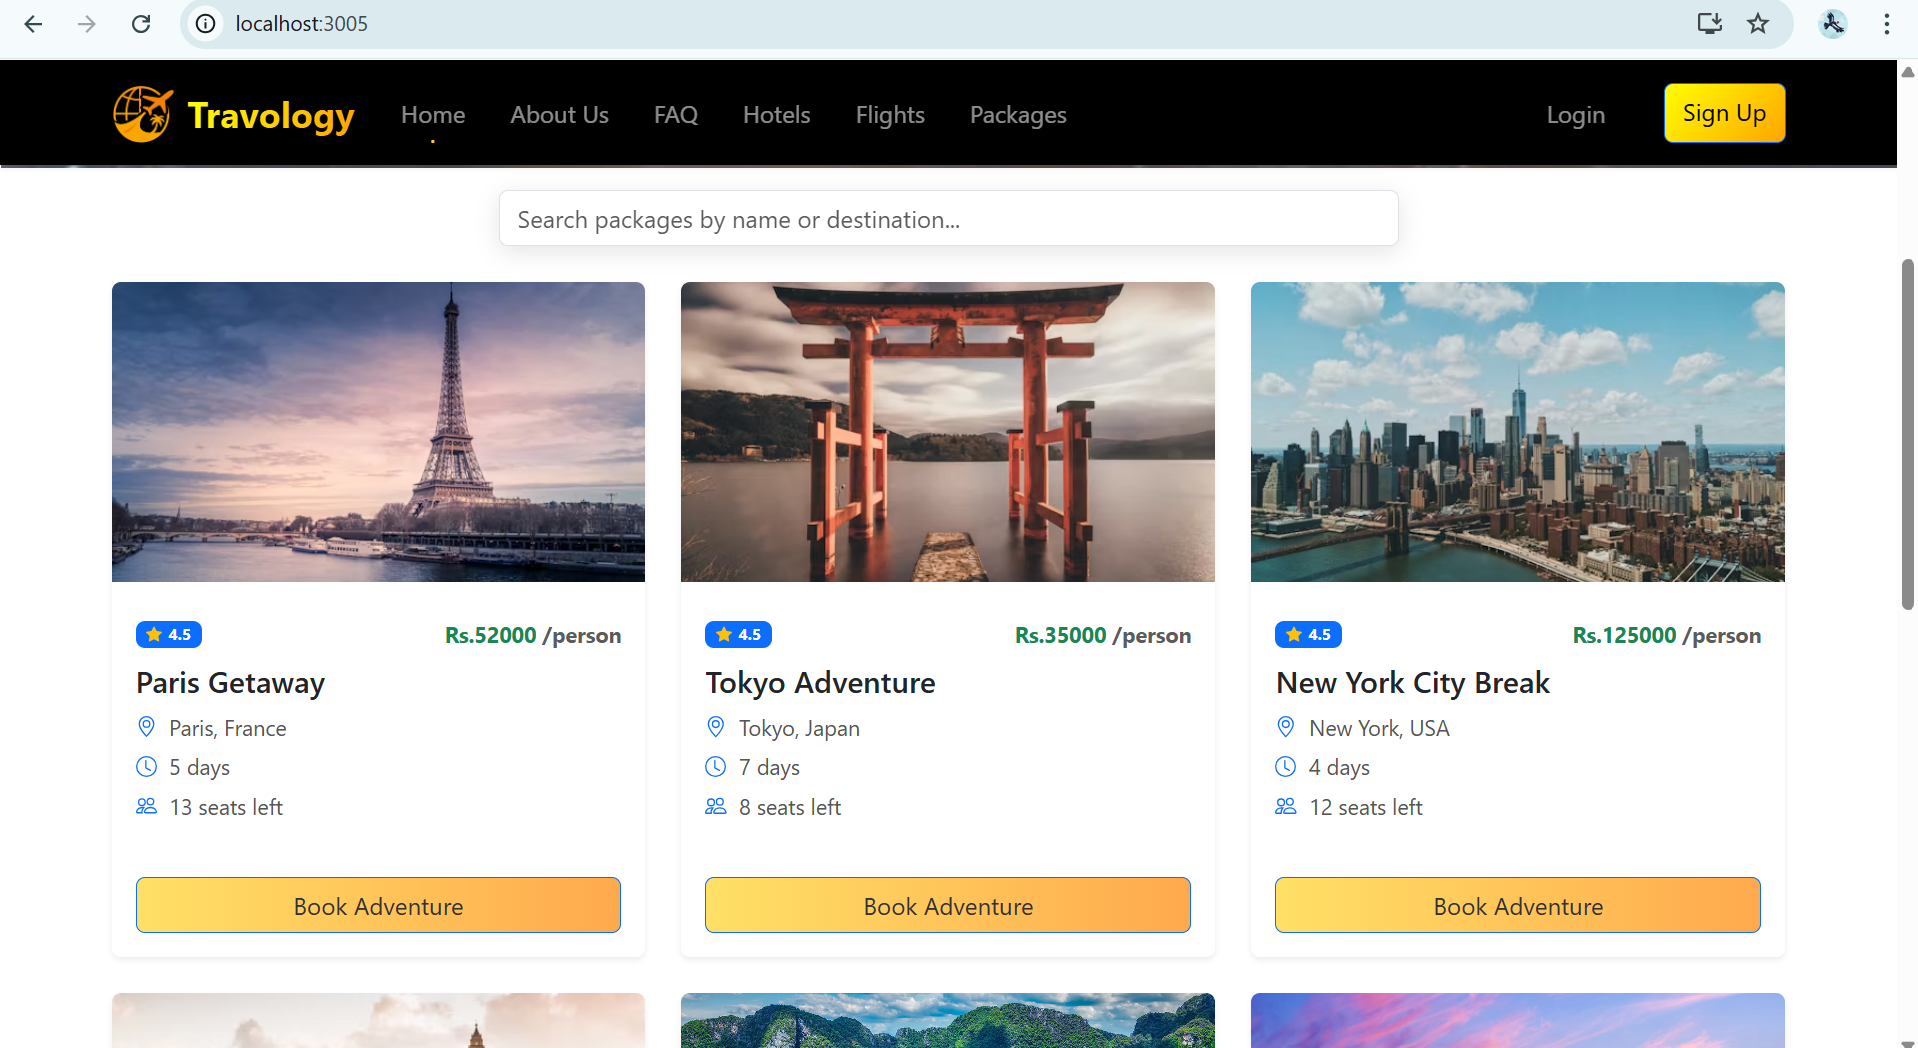 localhost:3005
Travology Home About Us FAQ Hotels Flights Packages Login Sign Up
Search packages by name or destination...
4.5 Rs.52000 /person
Paris Getaway
Paris, France
5 days
13 seats left
Book Adventure
4.5 Rs.35000 /person
Tokyo Adventure
Tokyo, Japan
7 days
8 seats left
Book Adventure
4.5 Rs.125000 /person
New York City Break
New York, USA
4 days
12 seats left
Book Adventure